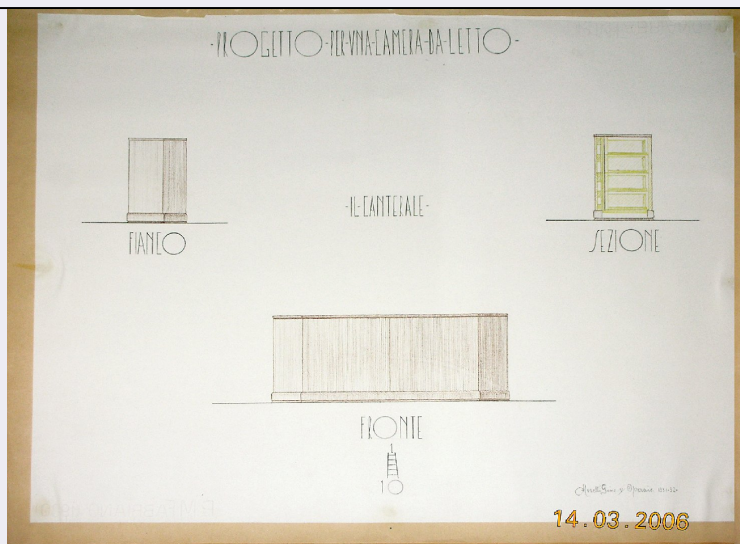 -PROGETTO-PER-VNA-CAMERA-DA-LETTO-
-IL-CANTERALE-
FIANCO
SEZIONE
FRONTE
1
10
14.03.2006